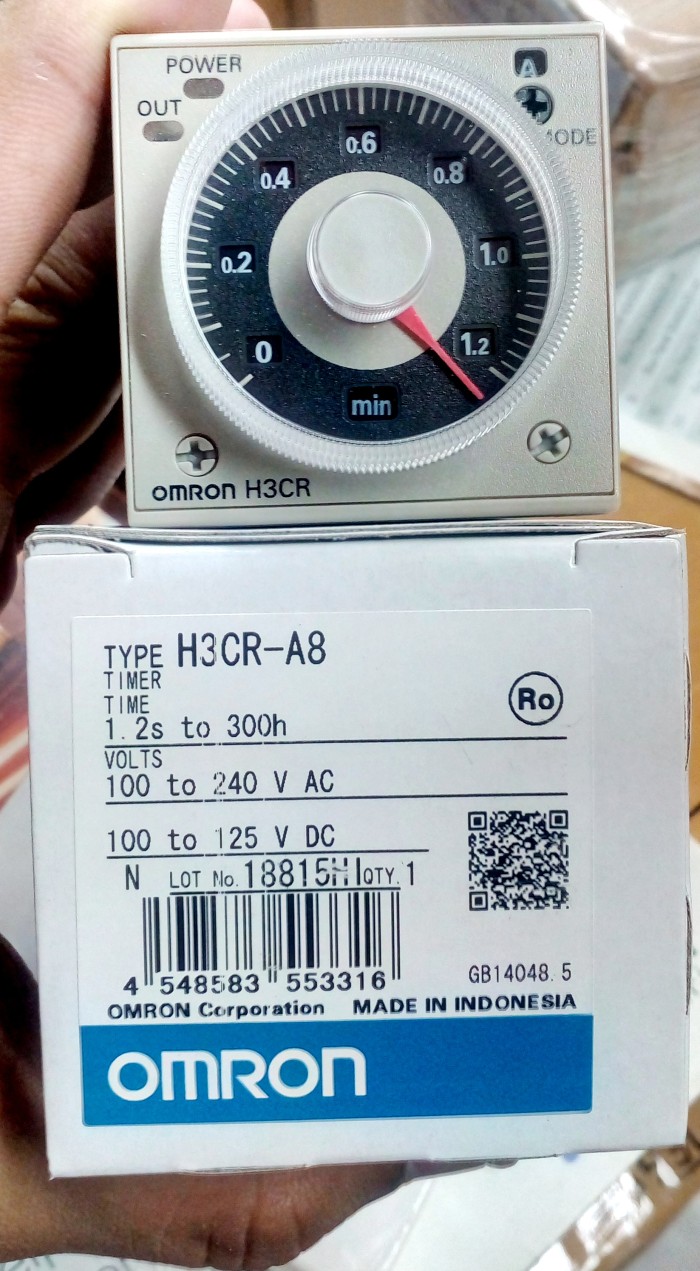 POWER
A
OUT
0.6
0.4
0.8
0.2
1.0
0
1.2
min
OMRON H3CR
TYPE H3CR-A8
TIMER
TIME
Ro
1.2s to 300h
VOLTS
100 to 240 V AC
100 to 125 V DC
N LOT No. 18815H QTY. 1
4 548583 553316
GB14048.5
OMRON Corporation MADE IN INDONESIA
OMRON